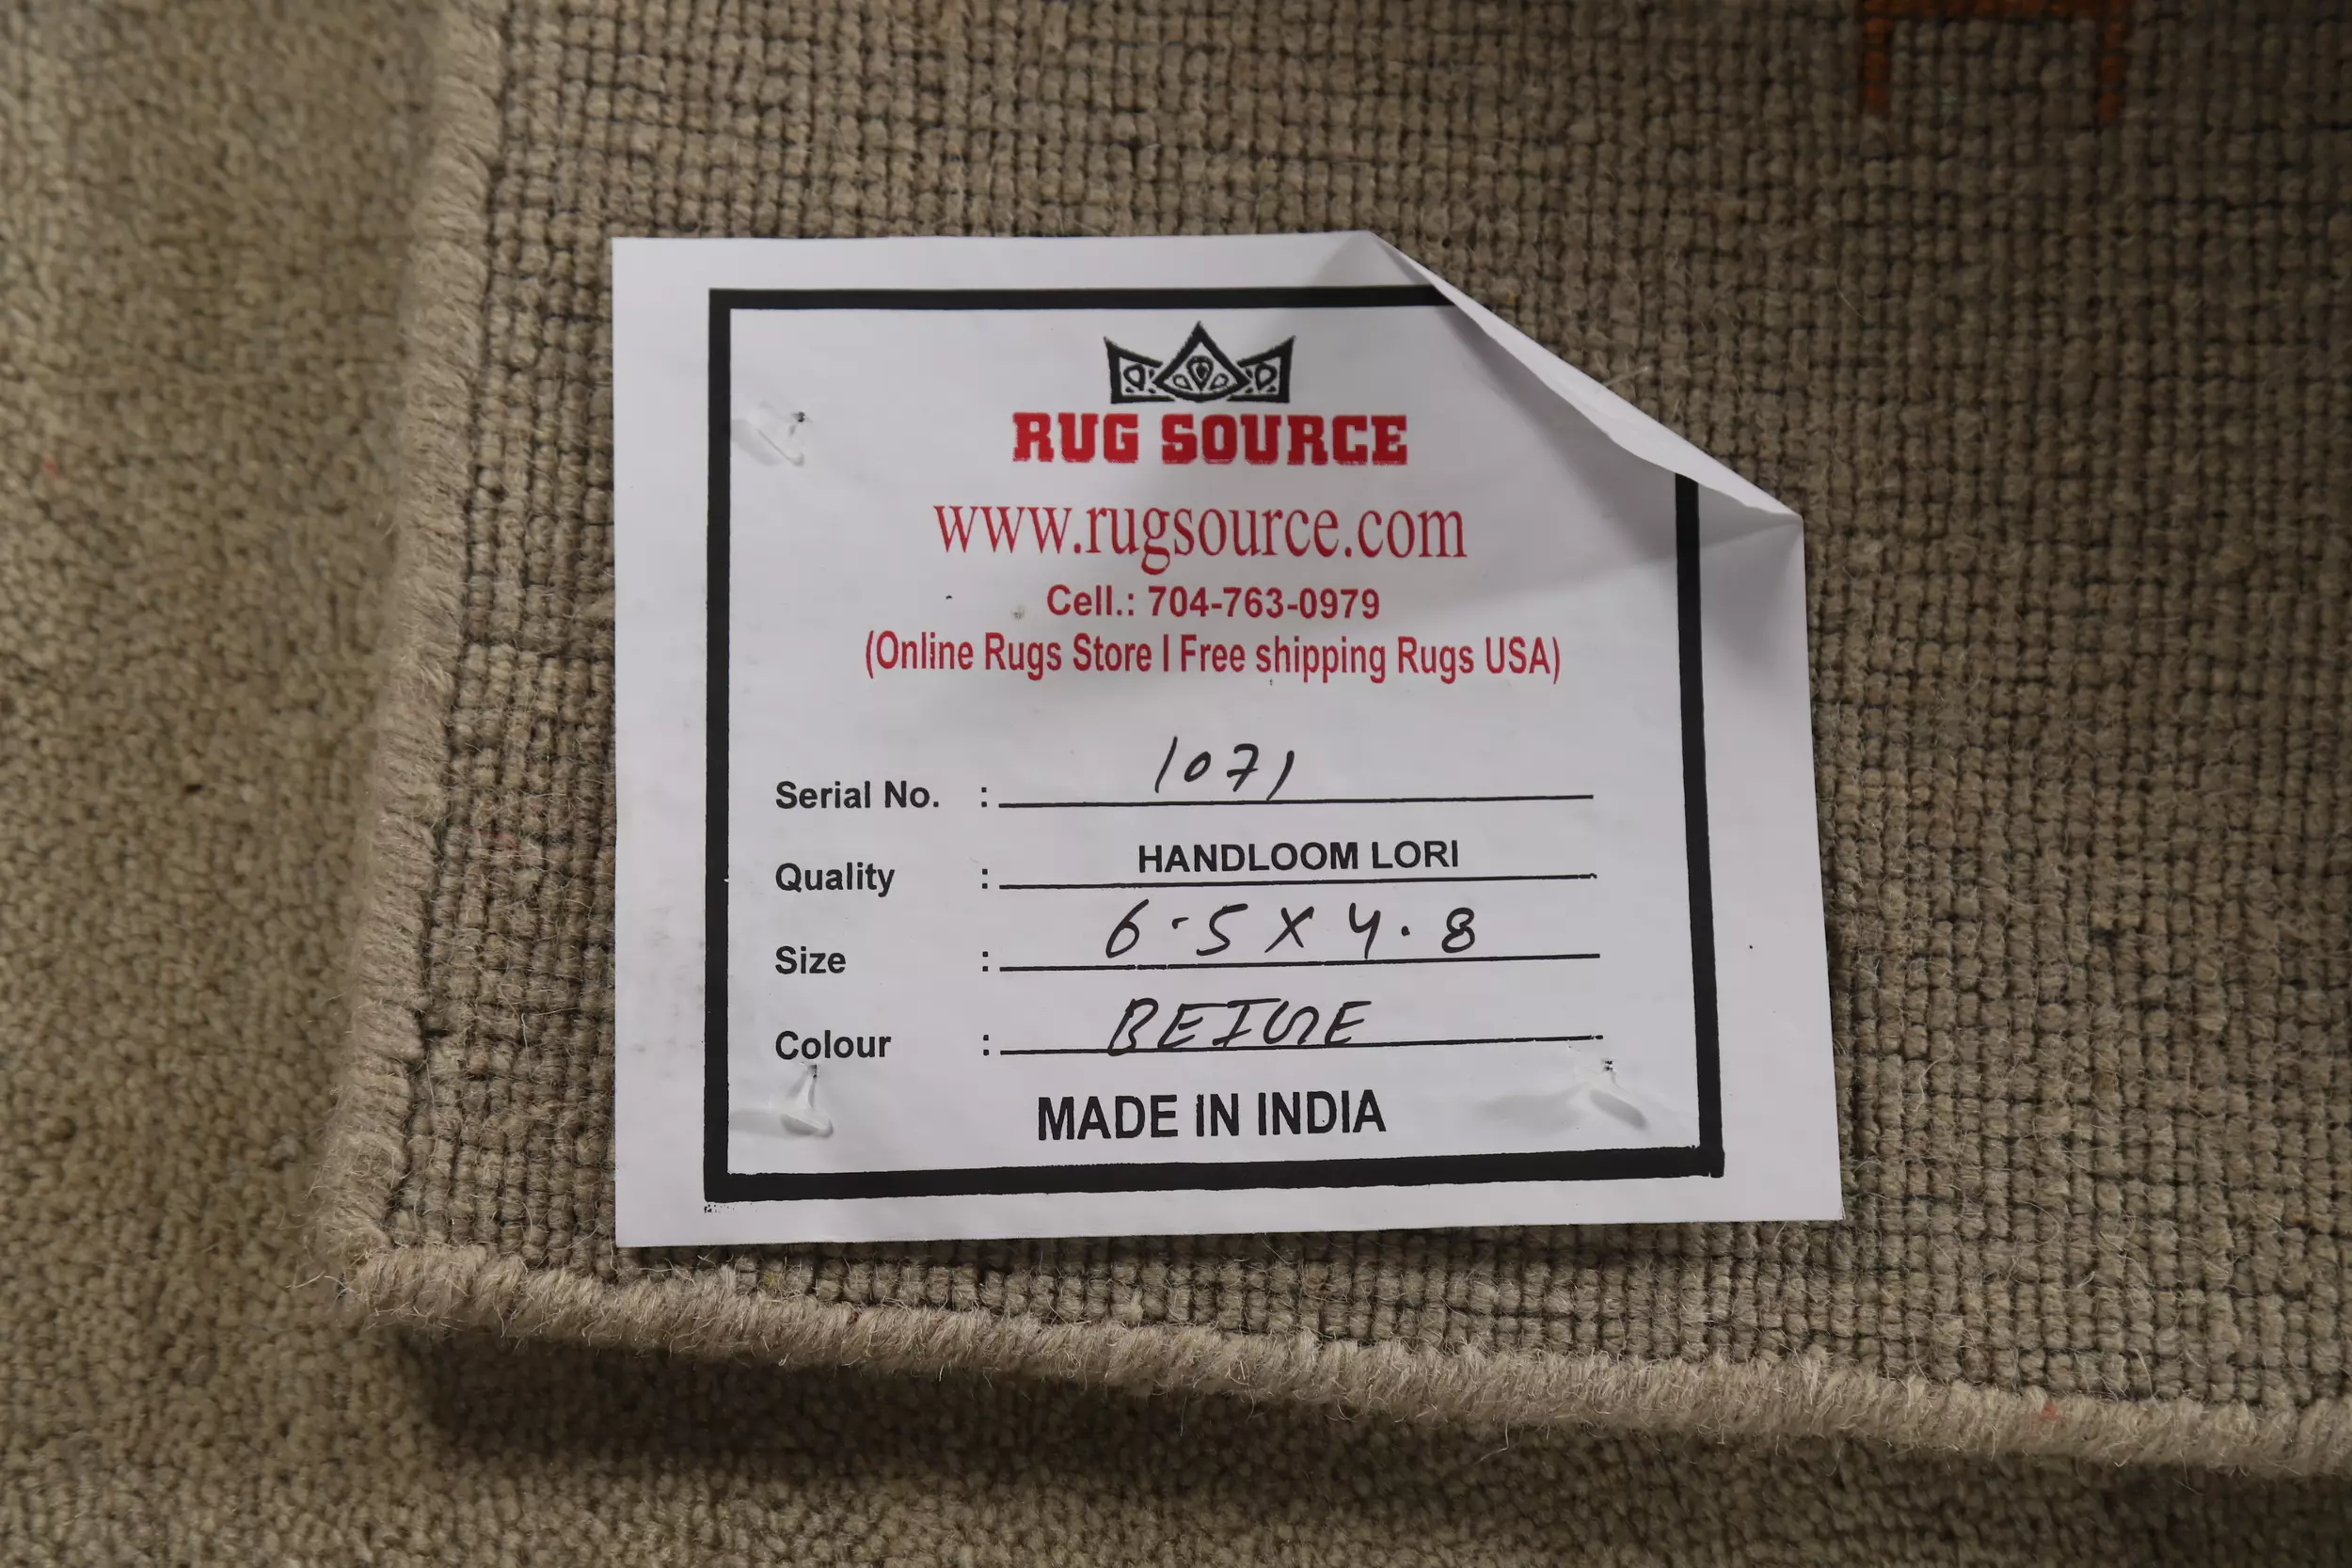 RUG SOURCE
www.rugsource.com
Cell.: 704-763-0979
(Online Rugs Store I Free shipping Rugs USA)
Serial No. : 1071
Quality : HANDLOOM LORI
Size : 6.5 X 4.8
Colour : BEIGE
MADE IN INDIA